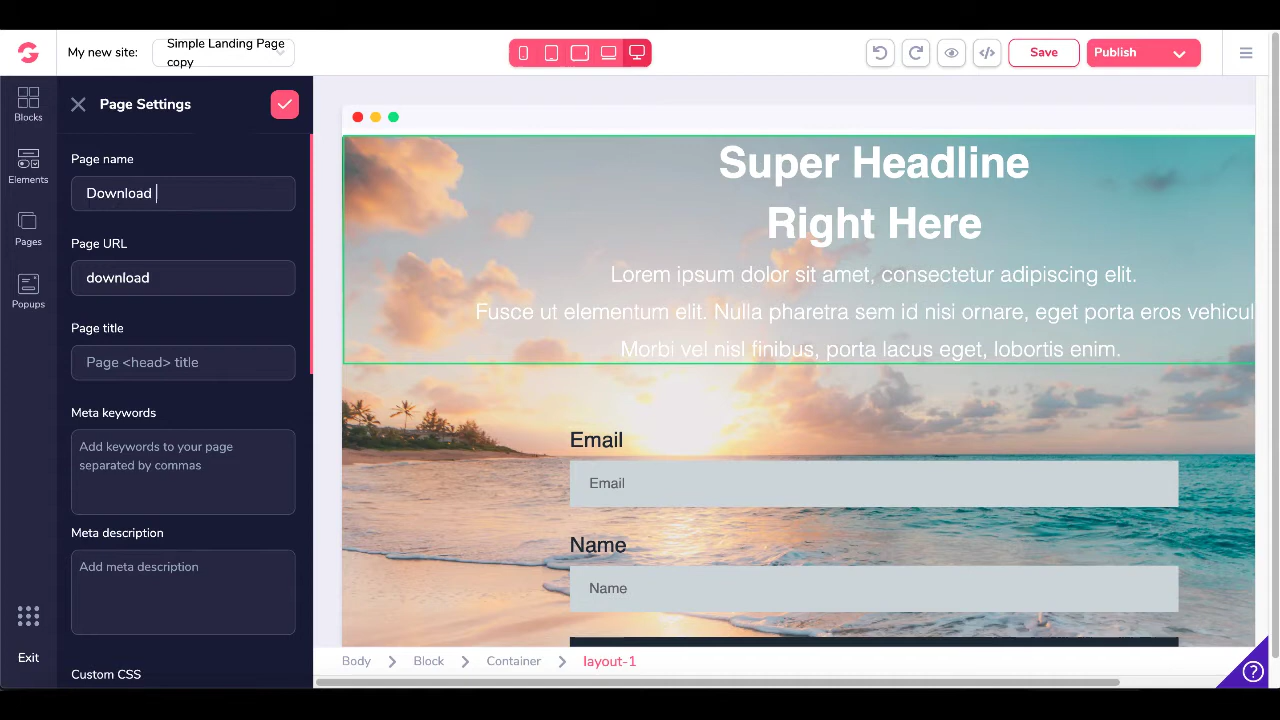 My new site:
Simple Landing Page
copy
Save
Publish
Blocks
Elements
Pages
Popups
Exit
Page Settings
Page name
Download
Page URL
download
Page title
Page <head> title
Meta keywords
Add keywords to your page
separated by commas
Meta description
Add meta description
Custom CSS
Super Headline
Right Here
Lorem ipsum dolor sit amet, consectetur adipiscing elit.
Fusce ut elementum elit. Nulla pharetra sem id nisi ornare, eget porta eros vehicul
Morbi vel nisl finibus, porta lacus eget, lobortis enim.
Email
Email
Name
Name
Body
Block
Container
layout-1